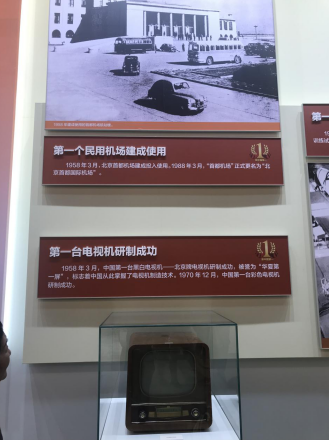 第一个民用机场建成使用
1958年3月，北京首都机场建成投入使用。1988年3月，“首都机场”正式更名为“北
京首都国际机场”。
第一台电视机研制成功
1958年3月，中国第一台黑白电视机——北京牌电视机研制成功，被誉为“华夏第
一屏”，标志着中国从此掌握了电视机制造技术。1970年12月，中国第一台彩色电视机
研制成功。